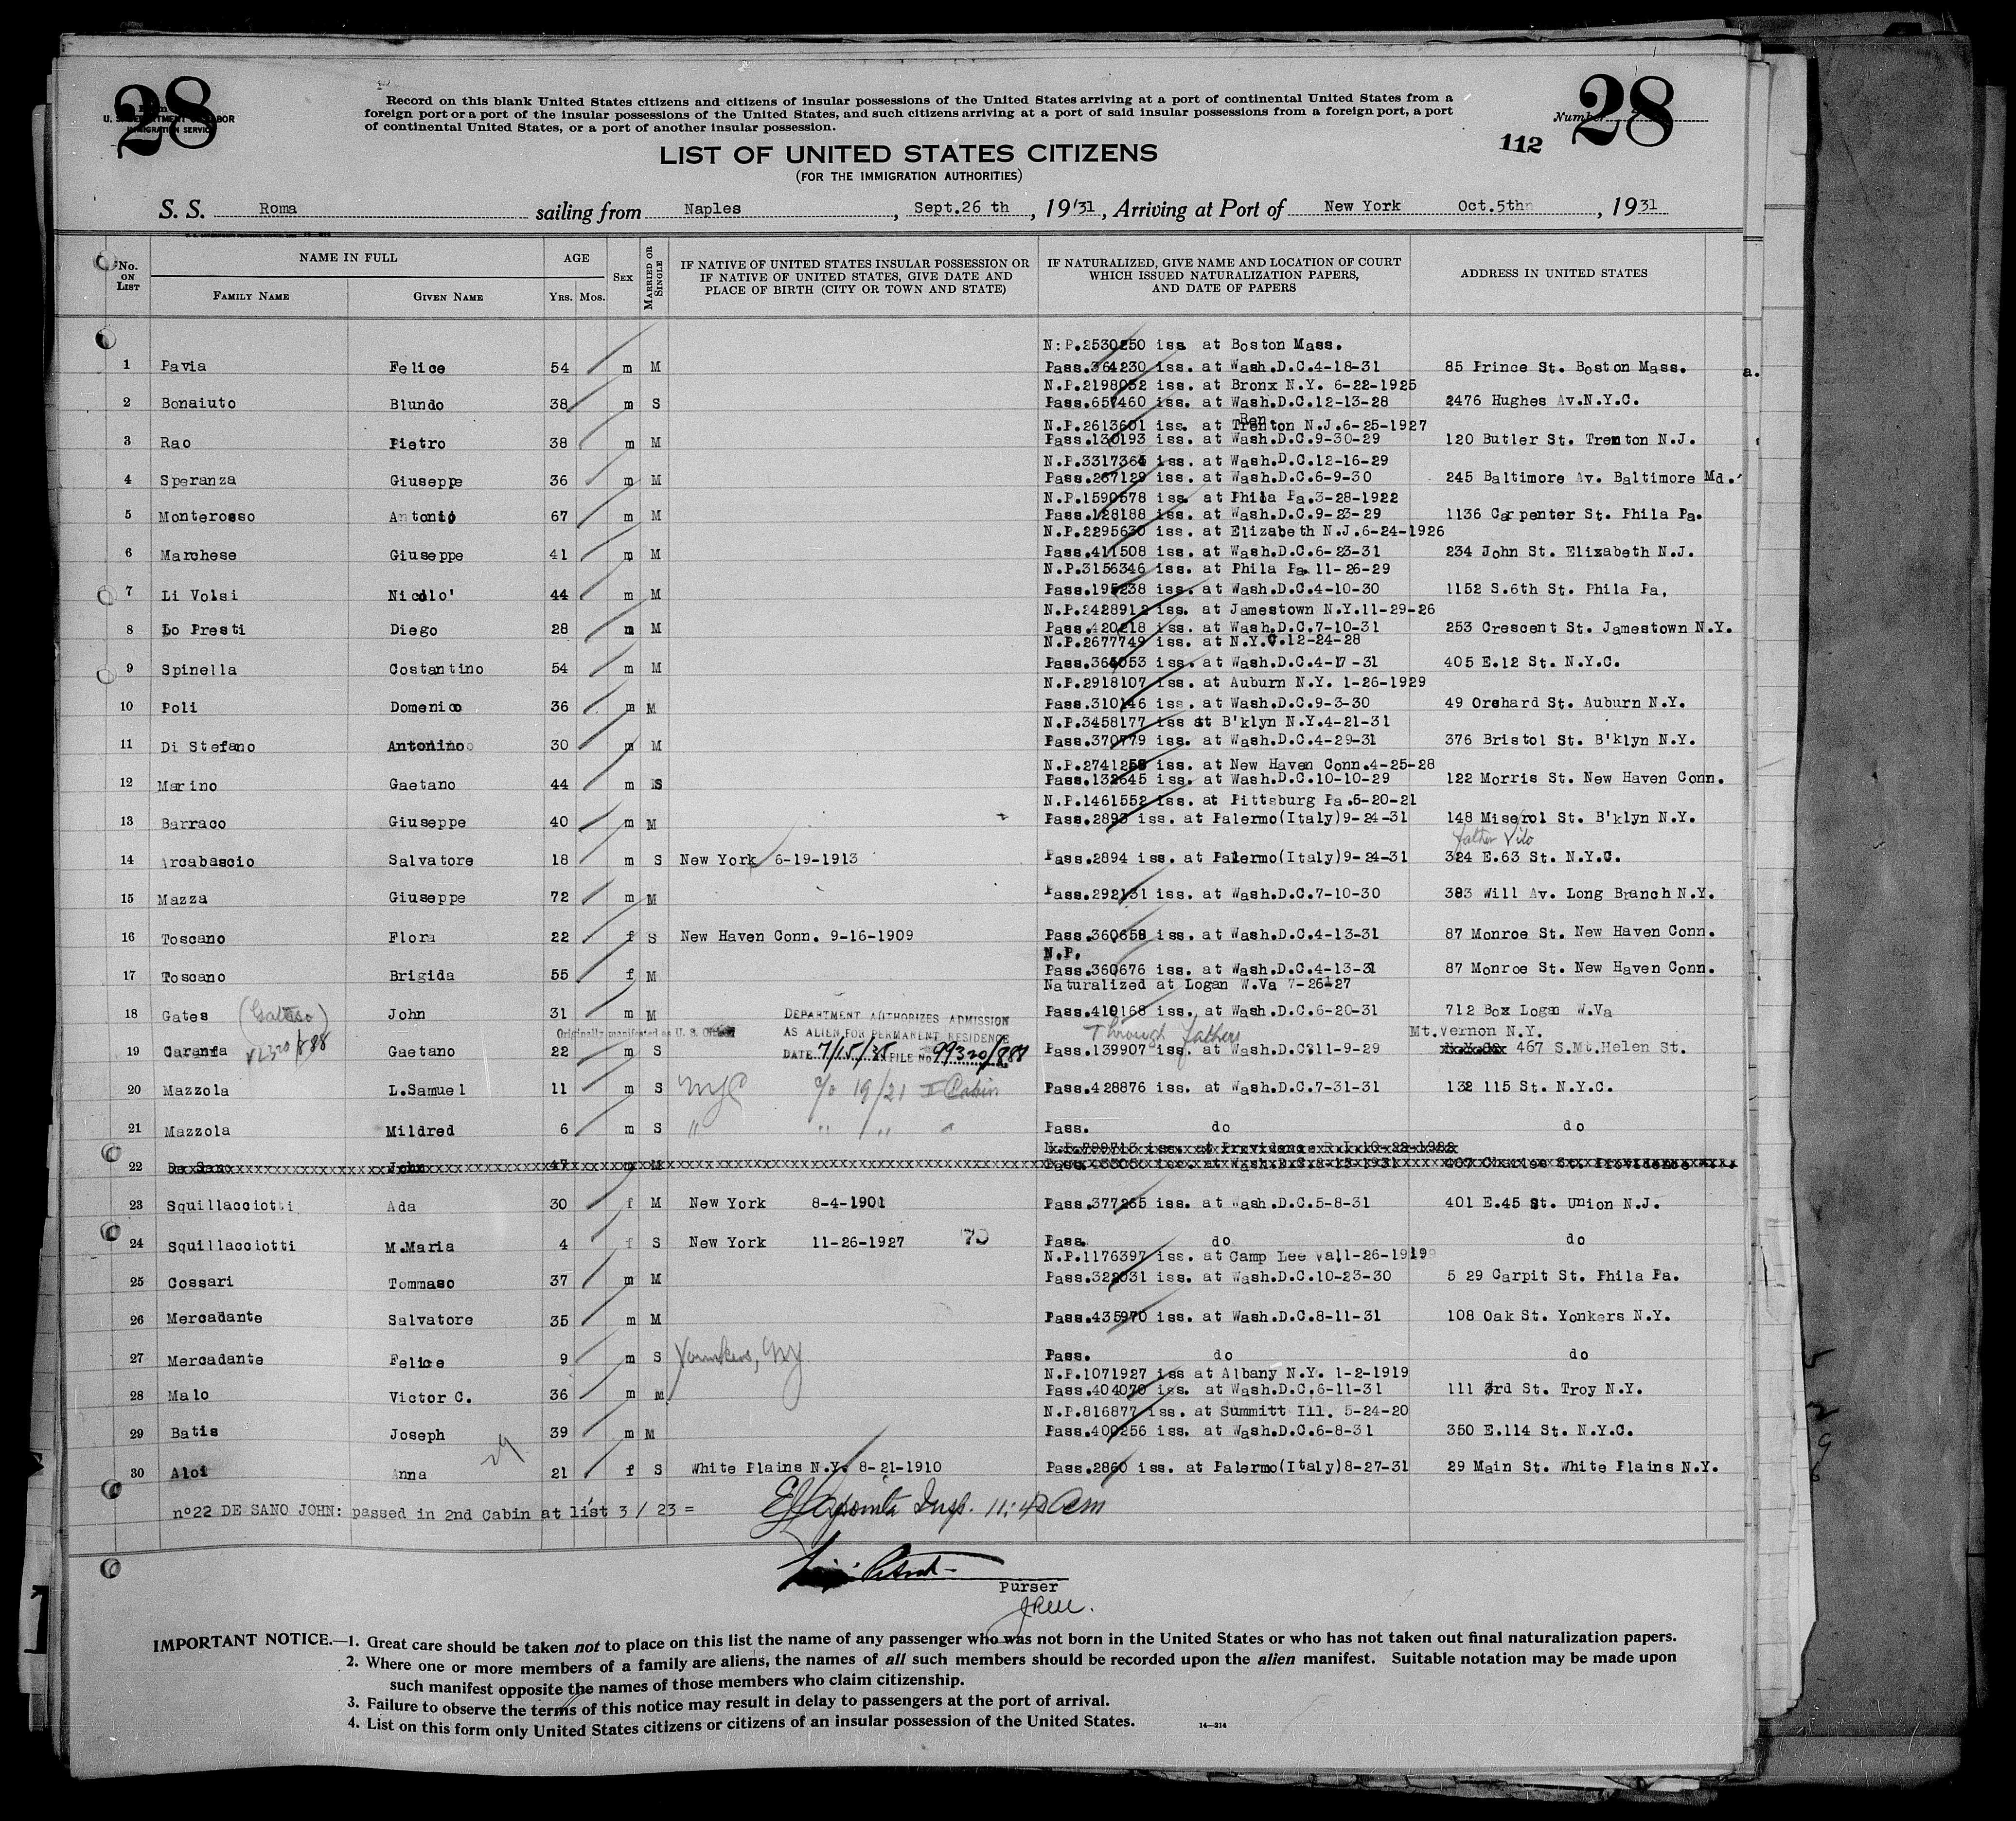 28
Form
U. S. DEPARTMENT OF LABOR
IMMIGRATION SERVICE
Record on this blank United States citizens and citizens of insular possessions of the United States arriving at a port of continental United States from a
foreign port or a port of the insular possessions of the United States, and such citizens arriving at a port of said insular possessions from a foreign port, a port
of continental United States, or a port of another insular possession.
Number 28
112
LIST OF UNITED STATES CITIZENS
(FOR THE IMMIGRATION AUTHORITIES)
S. S. Roma sailing from Naples, Sept.26 th, 19'31, Arriving at Port of New York Oct.5th, 1931
No. ON LIST
NAME IN FULL
FAMILY NAME GIVEN NAME
AGE
YRS. MOS.
SEX
MARRIED OR SINGLE
IF NATIVE OF UNITED STATES INSULAR POSSESSION OR
IF NATIVE OF UNITED STATES, GIVE DATE AND
PLACE OF BIRTH (CITY OR TOWN AND STATE)
IF NATURALIZED, GIVE NAME AND LOCATION OF COURT
WHICH ISSUED NATURALIZATION PAPERS,
AND DATE OF PAPERS
ADDRESS IN UNITED STATES
N:P.2530250 iss at Boston Mass.
1 Pavia Felice 54 m M Pass.364230 iss. at Wash.D.C.4-18-31 85 Prince St. Boston Mass.
N.P.2198052 iss. at Bronx N.Y. 6-22-1925
2 Bonaiuto Blundo 38 m S Pass.657460 iss. at Wash.D.C.12-13-28 2476 Hughes Av.N.Y.C.
N.P.2613601 iss. at Trenton N.J.6-25-1927
3 Rao Pietro 38 m M Pass.130193 iss. at Wash.D.C.9-30-29 120 Butler St. Trenton N.J.
N.P.3317364 iss. at Wash.D.C.12-16-29
4 Speranza Giuseppe 36 m M Pass.267129 iss. at Wash.D.C.6-9-30 245 Baltimore Av. Baltimore Md.
N.P.1590578 iss. at Phila Pa.3-28-1922
5 Monterosso Antonio 67 m M Pass.128188 iss. at Wash.D.C.9-23-29 1136 Carpenter St. Phila Pa.
N.P.2295630 iss. at Elizabeth N.J.6-24-1926
6 Marchese Giuseppe 41 m M Pass.411508 iss. at Wash.D.C.6-23-31 234 John St. Elixabeth N.J.
N.P.3156346 iss. at Phila Pa.11-26-29
7 Li Volsi Nicolo' 44 m M Pass.195238 iss. at Wash.D.C.4-10-30 1152 S.6th St. Phila Pa,
N.P.2428912 iss. at Jamestown N.Y.11-29-26
8 Lo Presti Diego 28 m M Pass.420218 iss. at Wash.D.C.7-10-31 253 Crescent St. Jamestown N.Y.
N.P.2677749 iss. at N.Y.C.12-24-28
9 Spinella Costantino 54 m M Pass.365053 iss. at Wash.D.C.4-17-31 405 E.12 St. N.Y.C.
N.P.2918107 iss. at Auburn N.Y. 1-26-1929
10 Poli Domenico 36 m M Pass.310146 iss. at Wash.D.C.9-3-30 49 Orshard St. Auburn N.Y.
N.P.3458177 iss at B'klyn N.Y.4-21-31
11 Di Stefano Antonino 30 m M Pass.370779 iss. at Wash.D.C.4-29-31 376 Bristol St. B'klyn N.Y.
N.P.2741258 iss. at New Haven Conn.4-25-28
12 Marino Gaetano 44 m S Pass.132645 iss. at Wash.D.C.10-10-29 122 Morris St. New Haven Conn.
N.P.1461552 iss. at Pittsburg Pa.6-20-21
13 Barraco Giuseppe 40 m M Pass.2893 iss. at Palermo(Italy)9-24-31 148 Miserol St. B'klyn N.Y.
father Vito
14 Arcabascio Salvatore 18 m S New York 6-19-1913 Pass.2894 iss. at Palermo(Italy)9-24-31 324 E.63 St. N.Y.C.
15 Mazza Giuseppe 72 m M Pass.292131 iss. at Wash.D.C.7-10-30 383 Will Av. Long Branch N.Y.
16 Toscano Flora 22 f S New Haven Conn. 9-16-1909 Pass.360658 iss. at Wash.D.C.4-13-31 87 Monroe St. New Haven Conn.
N.P.
17 Toscano Brigida 55 f M Pass.360676 iss. at Wash.D.C.4-13-31 87 Monroe St. New Haven Conn.
Naturalized at Logan W.Va 7-26-27
18 Gates John 31 m M Pass.410168 iss. at Wash.D.C.6-20-31 712 Box Logan W.Va
DEPARTMENT AUTHORIZES ADMISSION
AS ALIEN FOR PERMANENT RESIDENCE
DATE 7/15/35 FILE No 99320/888
Originally manifested as U. S. Citizen
Through fathers
Mt.Vernon N.Y.
19 Caranfa Gaetano 22 m S Pass.139907 iss. at Wash.D.C.11-9-29 467 S.Mt.Helen St.
20 Mazzola L.Samuel 11 m S NYC c/o 19/21 II Cabin Pass.428876 iss. at Wash.D.C.7-31-31 132 115 St. N.Y.C.
21 Mazzola Mildred 6 m S " " " " Pass. do do
N.P.799713 iss. at Providence R.I.10-23-1922
22 De Sano John 47 m M
23 Squillacciotti Ada 30 f M New York 8-4-1901 Pass.377265 iss. at Wash.D.C.5-8-31 401 E.45 St. Union N.J.
24 Squillacciotti M.Maria 4 f S New York 11-26-1927 Pass. do do
N.P.1176397 iss. at Camp Lee Va11-26-1919
25 Cossari Tommaso 37 m M Pass.322031 iss. at Wash.D.C.10-23-30 5 29 Carpit St. Phila Pa.
26 Mercadante Salvatore 35 m M Pass.435970 iss. at Wash.D.C.8-11-31 108 Oak St. Yonkers N.Y.
27 Mercadante Felice 9 m S Yonkers, NY Pass. do do
N.P.1071927 iss at Albany N.Y. 1-2-1919
28 Malo Victor C. 36 m M Pass.404070 iss. at Wash.D.C.6-11-31 111 3rd St. Troy N.Y.
N.P.816877 iss. at Summitt Ill. 5-24-20
29 Batis Joseph 39 m M Pass.400256 iss. at Wash.D.C.6-8-31 350 E.114 St. N.Y.C.
30 Aloi Anna 21 f S White Plains N.Y. 8-21-1910 Pass.2860 iss. at Palermo(Italy)8-27-31 29 Main St. White Plains N.Y.
n°22 DE SANO JOHN: passed in 2nd Cabin at list 3 / 23 =
Insp. 11:40 am
Purser
IMPORTANT NOTICE.—1. Great care should be taken not to place on this list the name of any passenger who was not born in the United States or who has not taken out final naturalization papers.
2. Where one or more members of a family are aliens, the names of all such members should be recorded upon the alien manifest. Suitable notation may be made upon
such manifest opposite the names of those members who claim citizenship.
3. Failure to observe the terms of this notice may result in delay to passengers at the port of arrival.
4. List on this form only United States citizens or citizens of an insular possession of the United States.
14—214